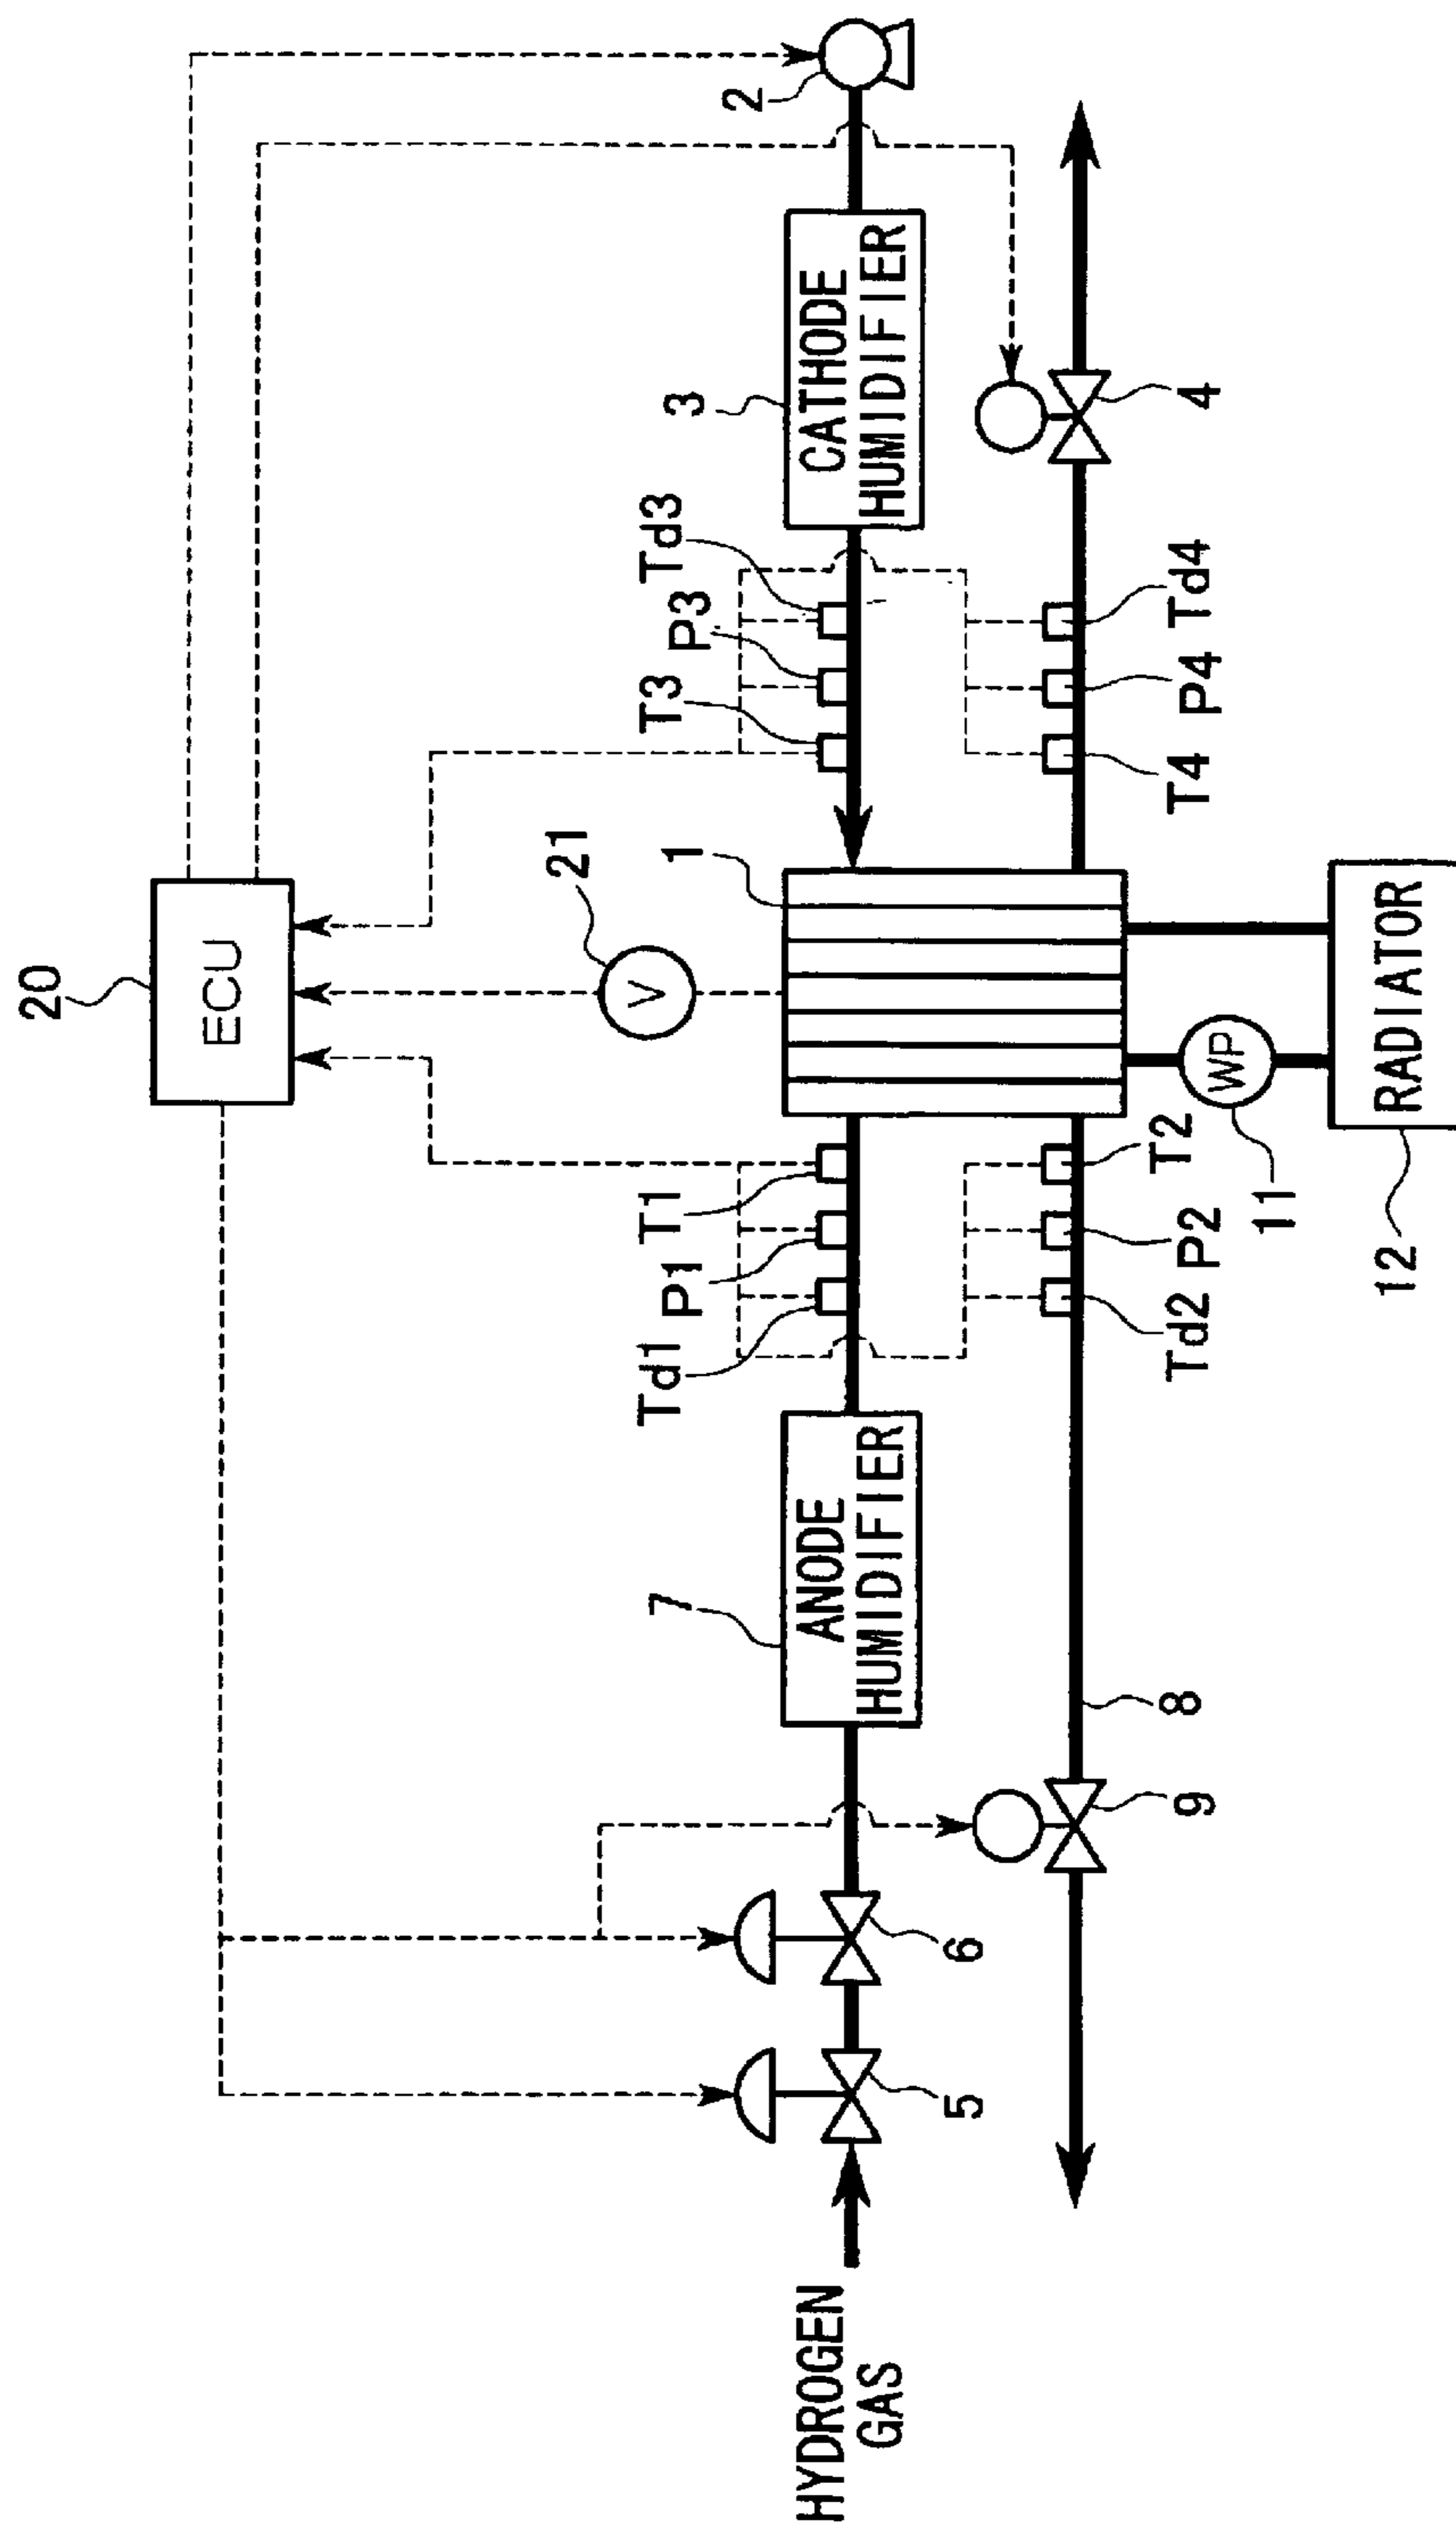 20
ECU
21
V
2
3
CATHODE
HUMIDIFIER
Td3
P3
T3
1
T1
P1
Td1
7
ANODE
HUMIDIFIER
6
5
HYDROGEN
GAS
4
Td4
P4
T4
T2
P2
Td2
8
9
WP
11
RADIATOR
12